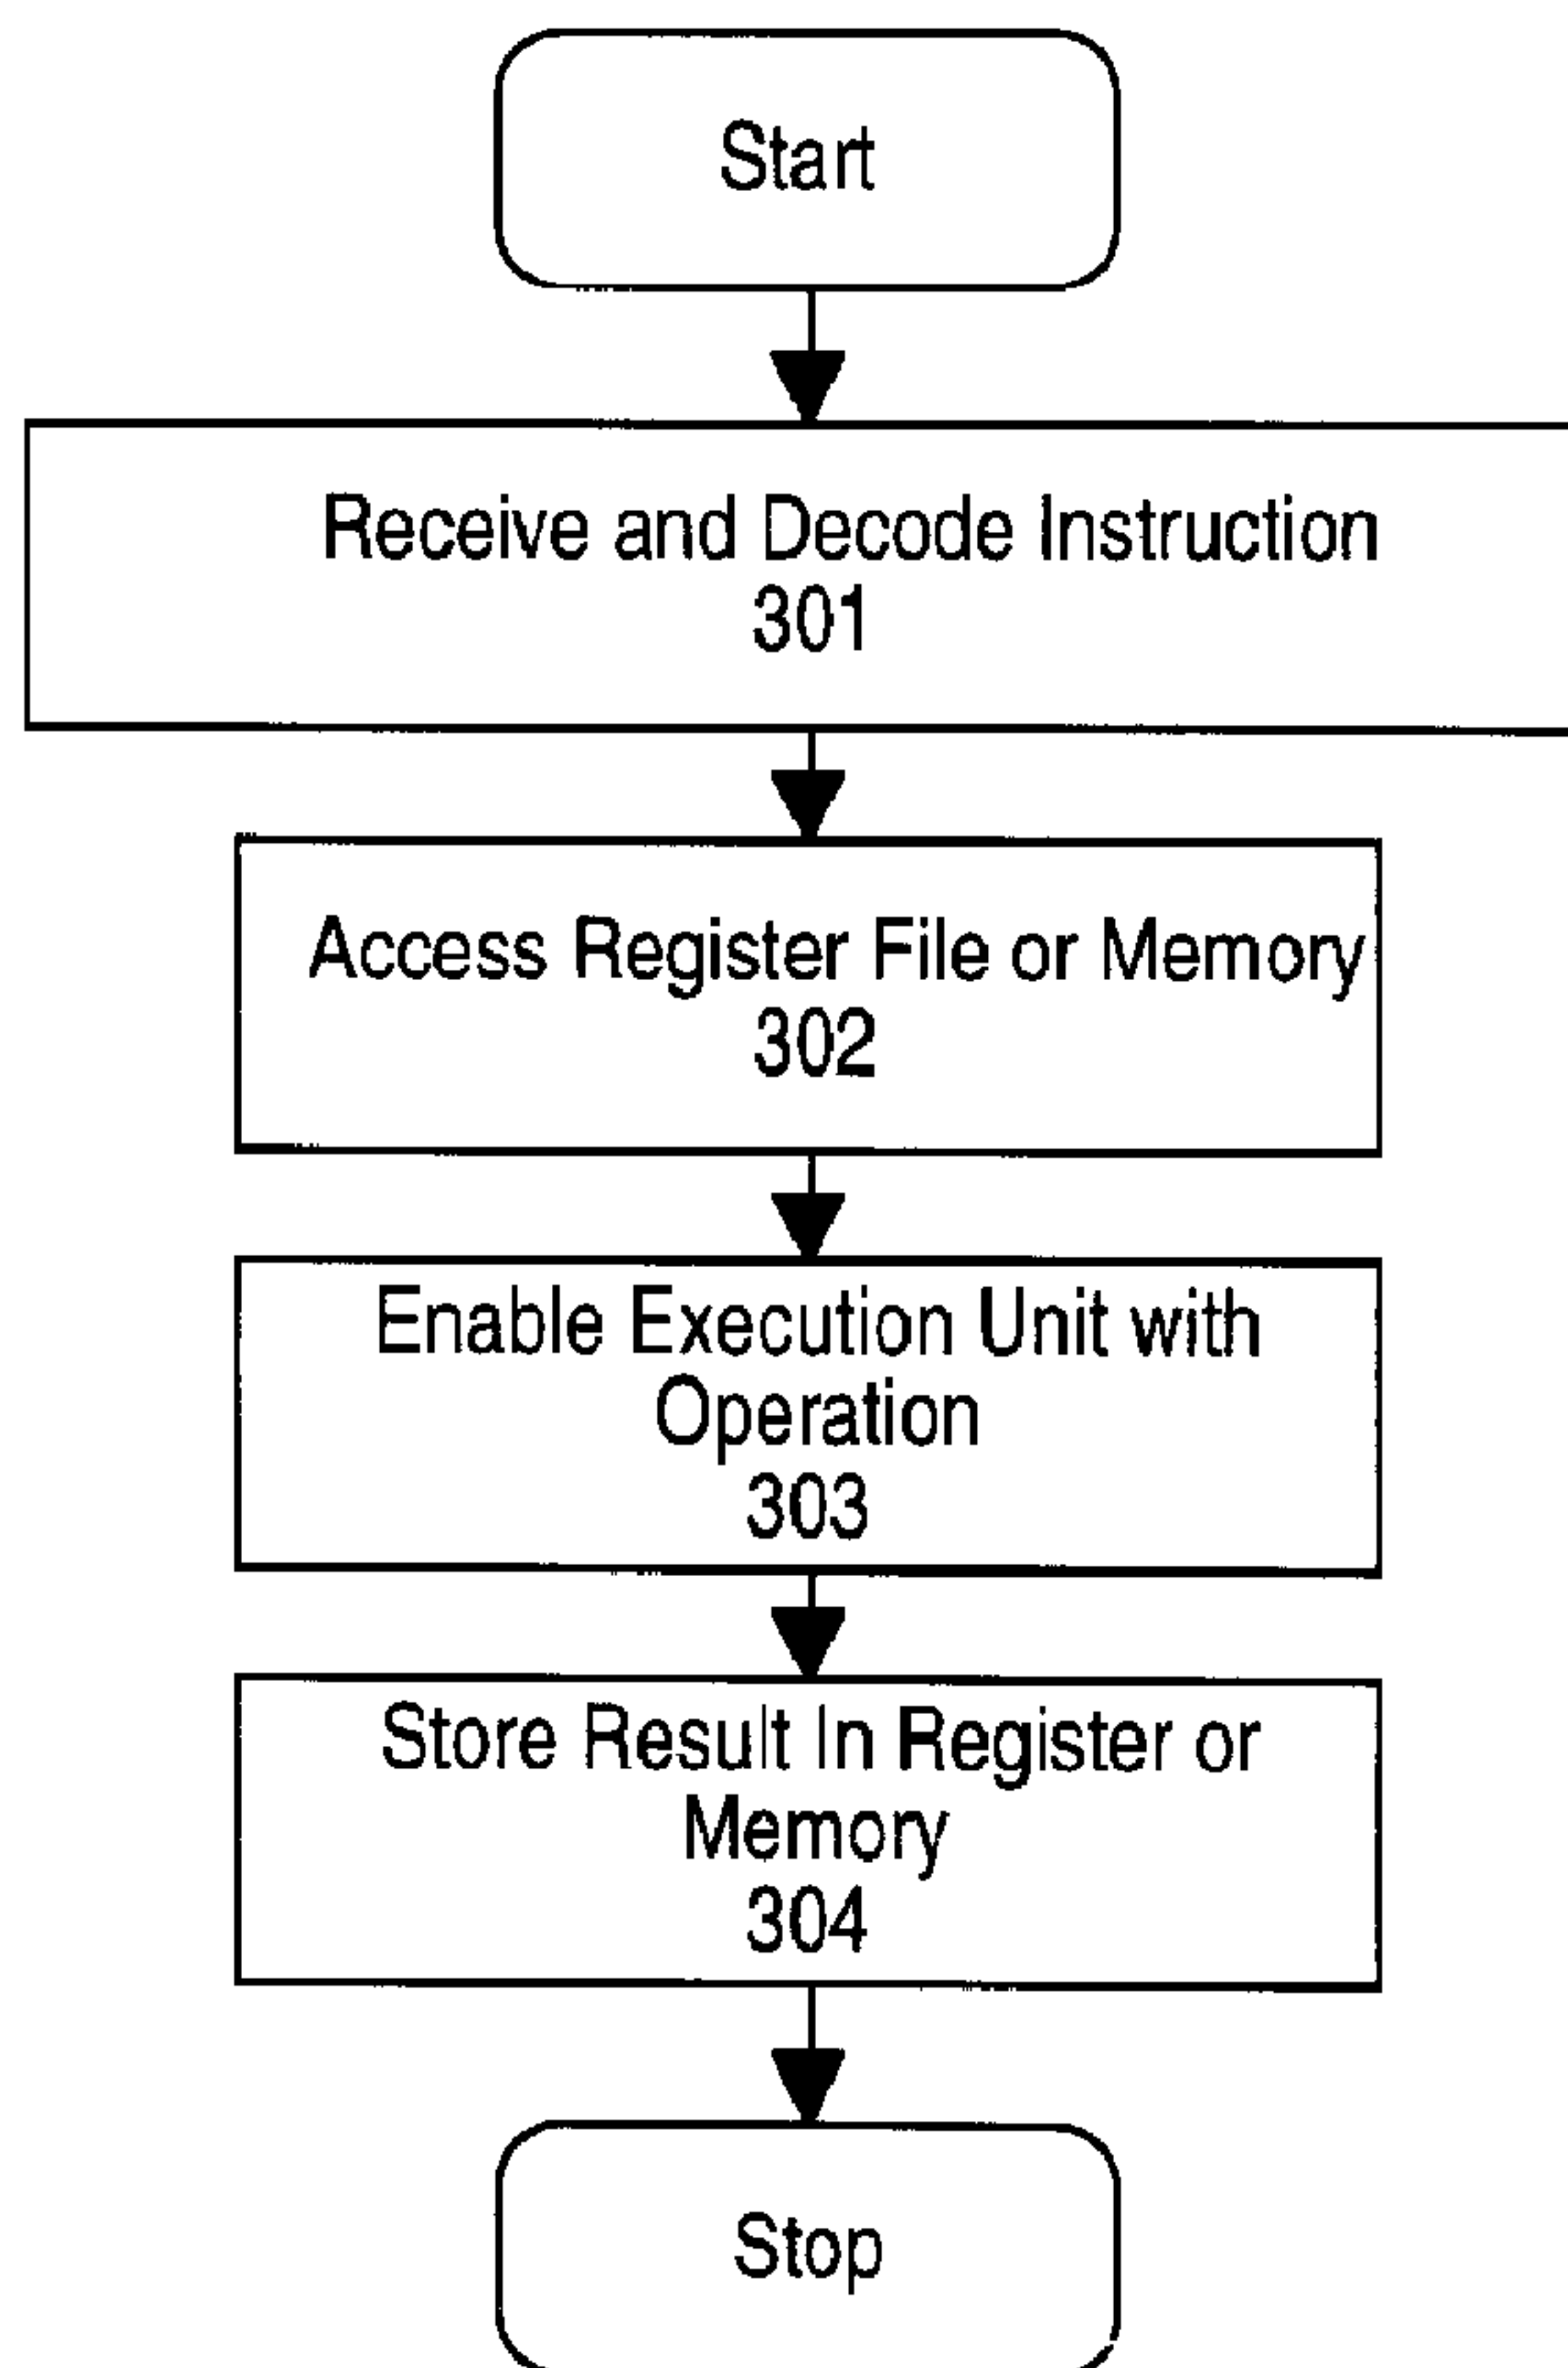 Start
Receive and Decode Instruction
301
Access Register File or Memory
302
Enable Execution Unit with
Operation
303
Store Result In Register or
Memory
304
Stop